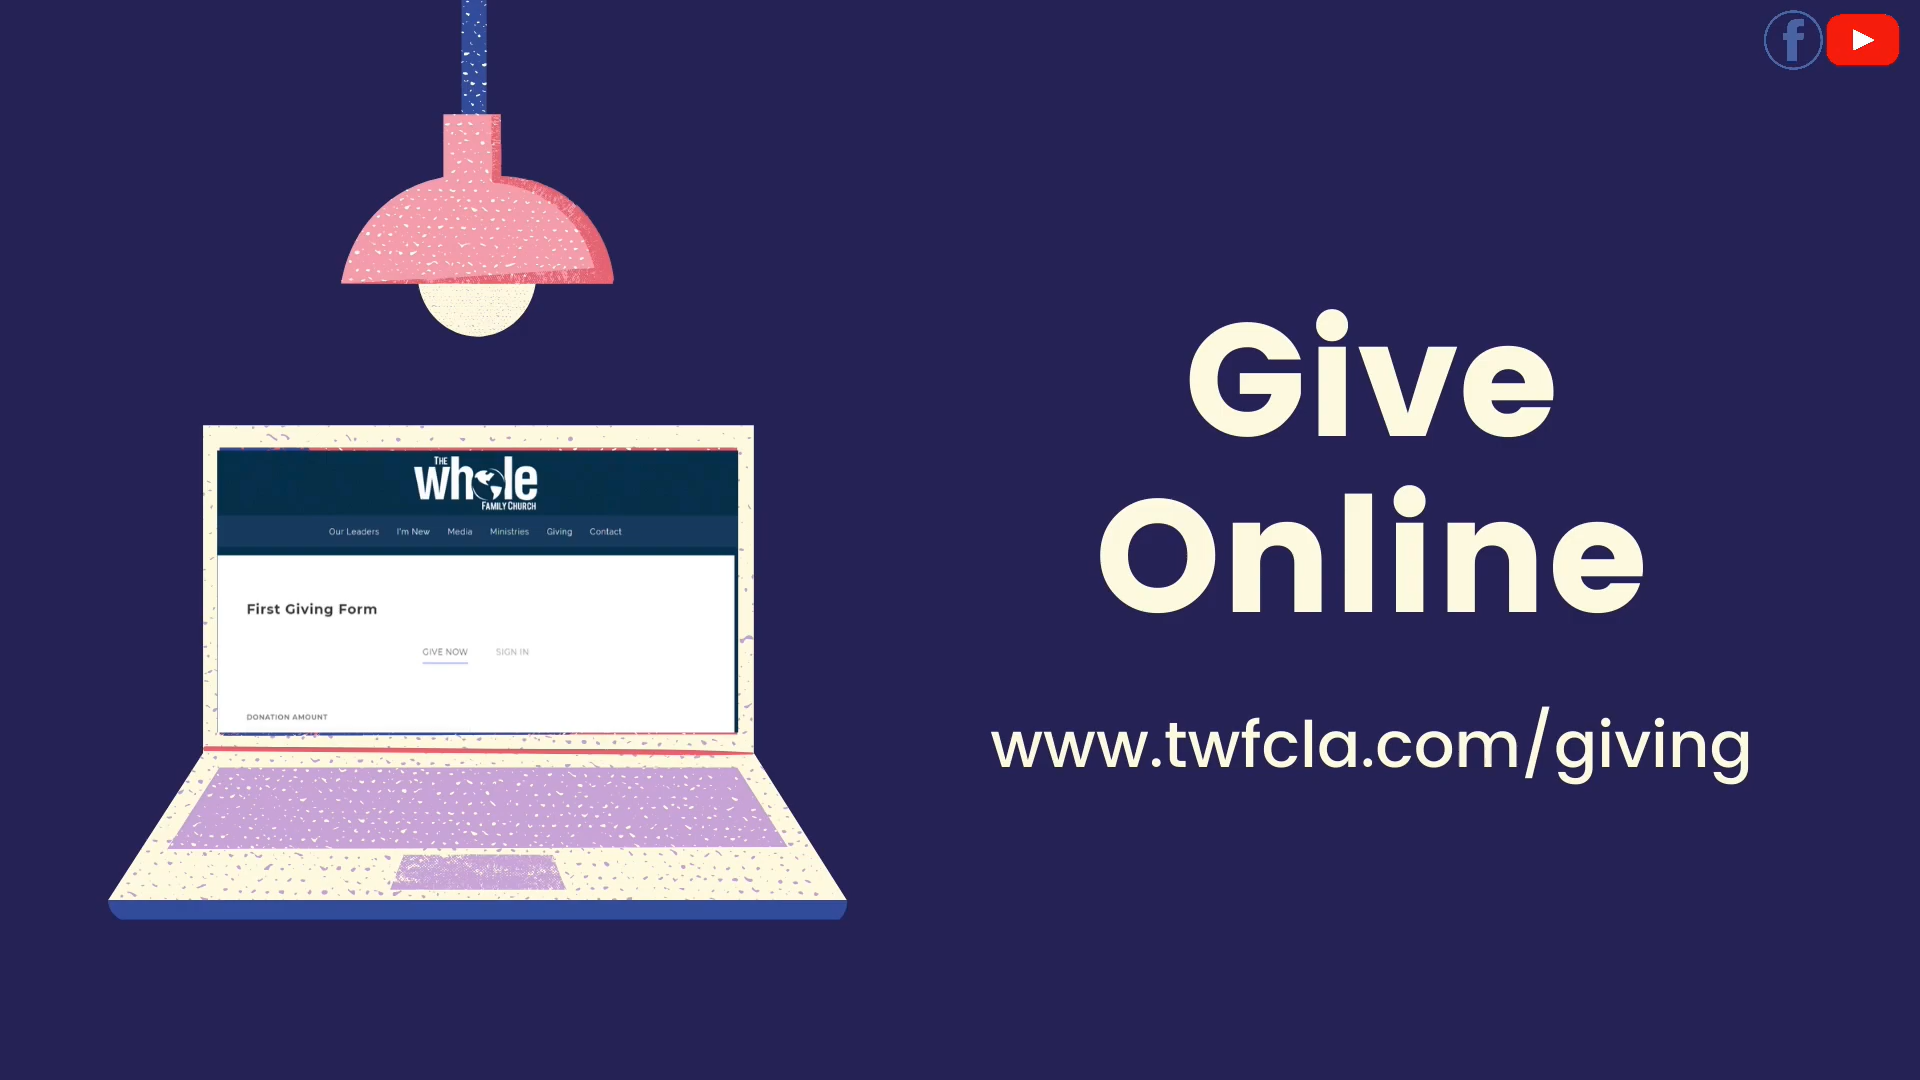 Give
Online
www.twfcla.com/giving
THE
whole
FAMILY CHURCH
Our Leaders I'm New Media Ministries Giving Contact
First Giving Form
GIVE NOW SIGN IN
DONATION AMOUNT